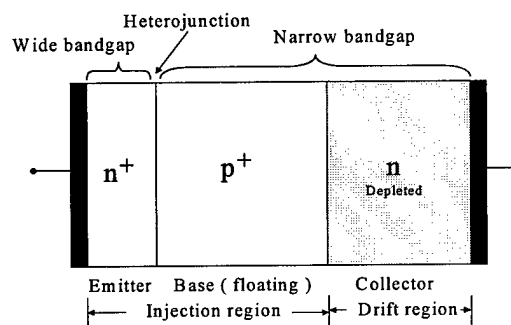 Heterojunction
Wide bandgap
Narrow bandgap
n+
p+
n
Depleted
Emitter Base ( floating ) Collector
Injection region Drift region